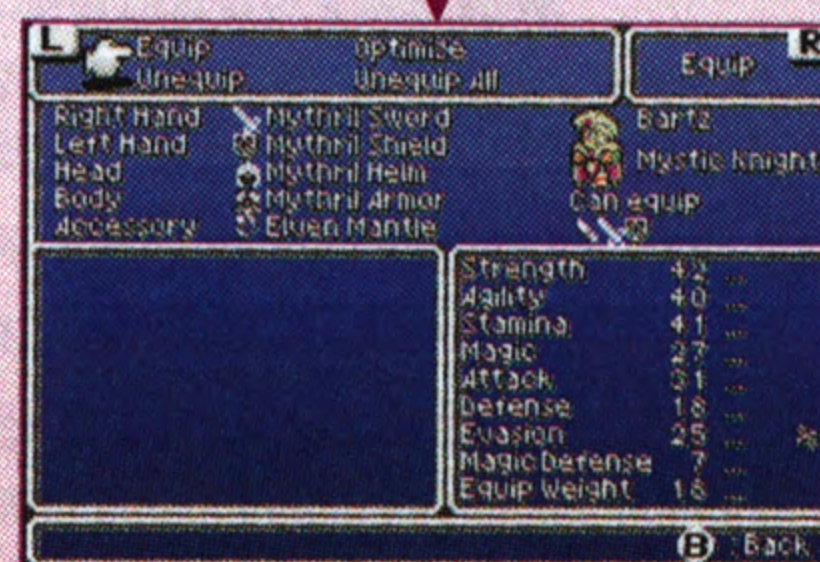 L Equip Optimize Equip R
Unequip Unequip All
Right Hand Mythril Sword Bartz
Left Hand Mythril Shield Mystic Knight
Head Mythril Helm
Body Mythril Armor Can equip
Accessory Elven Mantle
Strength 42 ...
Agility 40 ...
Stamina 41 ...
Magic 27 ...
Attack 31 ...
Defense 18 ...
Evasion 25 ... %
Magic Defense 7 ...
Equip Weight 16 ...
B : Back